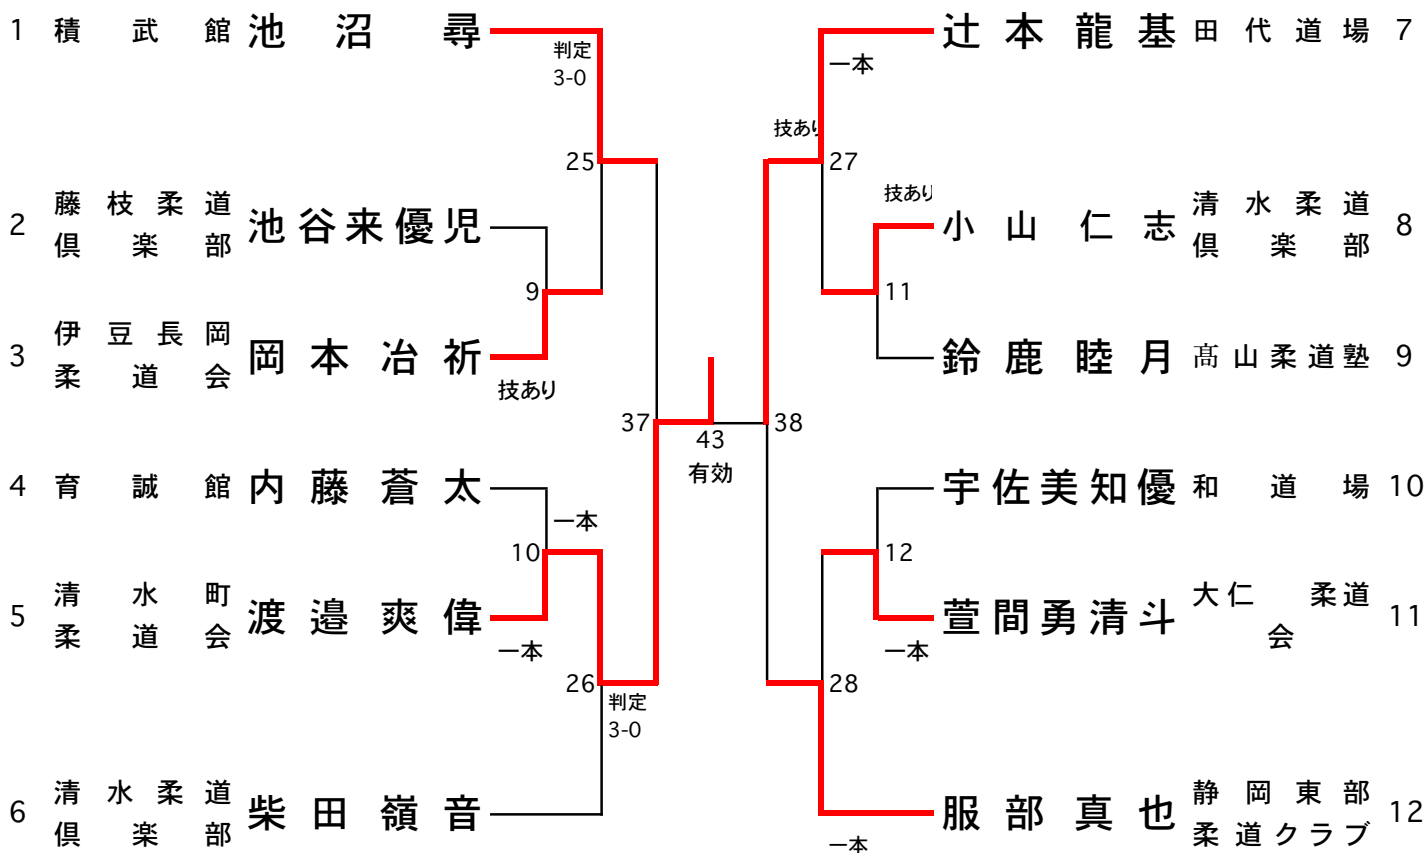 1 積武館 池沼尋
判定
3-0
25
2 藤枝柔道
倶楽部 池谷来優児
9
3 伊豆長岡
柔道会 岡本冶祈
技あり
37
4 育誠館 内藤蒼太
一本
10
5 清水町
柔道会 渡邉爽偉
一本
26
判定
3-0
6 清水柔道
倶楽部 柴田嶺音
43
有効
辻本龍基 田代道場 7
一本
技あり
27
技あり
小山仁志 清水柔道
倶楽部 8
11
鈴鹿睦月 髙山柔道塾 9
38
宇佐美知優 和道場 10
12
萱間勇清斗 大仁柔道
会 11
一本
28
服部真也 静岡東部
柔道クラブ 12
一本